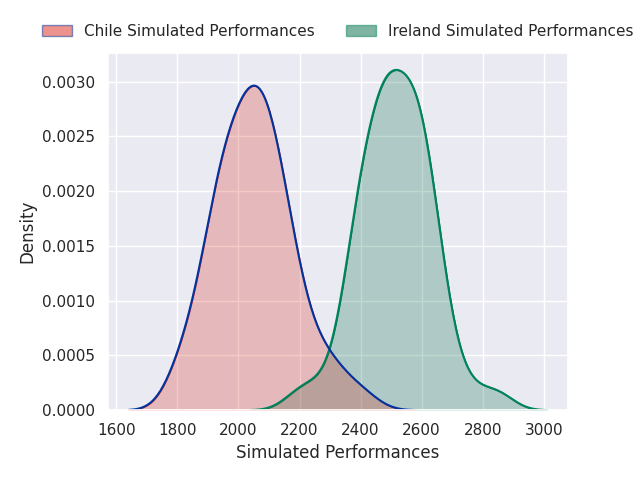 Chile Simulated Performances Ireland Simulated Performances
0.0030
0.0025
0.0020
0.0015
0.0010
0.0005
0.0000
Density
1600 1800 2000 2200 2400 2600 2800 3000
Simulated Performances